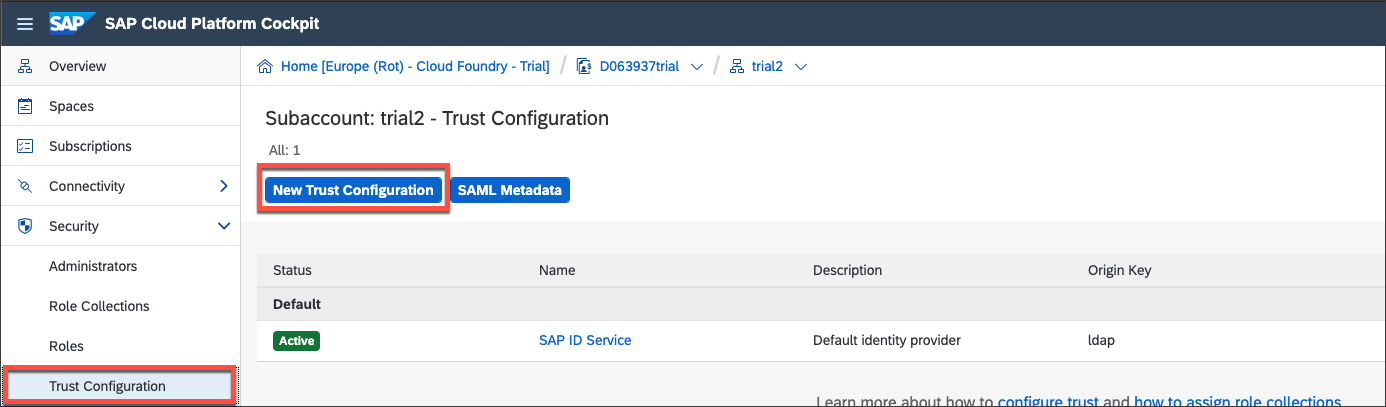 SAP SAP Cloud Platform Cockpit
Overview
Spaces
Subscriptions
Connectivity
Security
Administrators
Role Collections
Roles
Trust Configuration
Home [Europe (Rot) - Cloud Foundry - Trial] / D063937trial / trial2
Subaccount: trial2 - Trust Configuration
All: 1
New Trust Configuration SAML Metadata
Status Name Description Origin Key
Default
Active SAP ID Service Default identity provider ldap
Learn more about how to configure trust and how to assign role collections